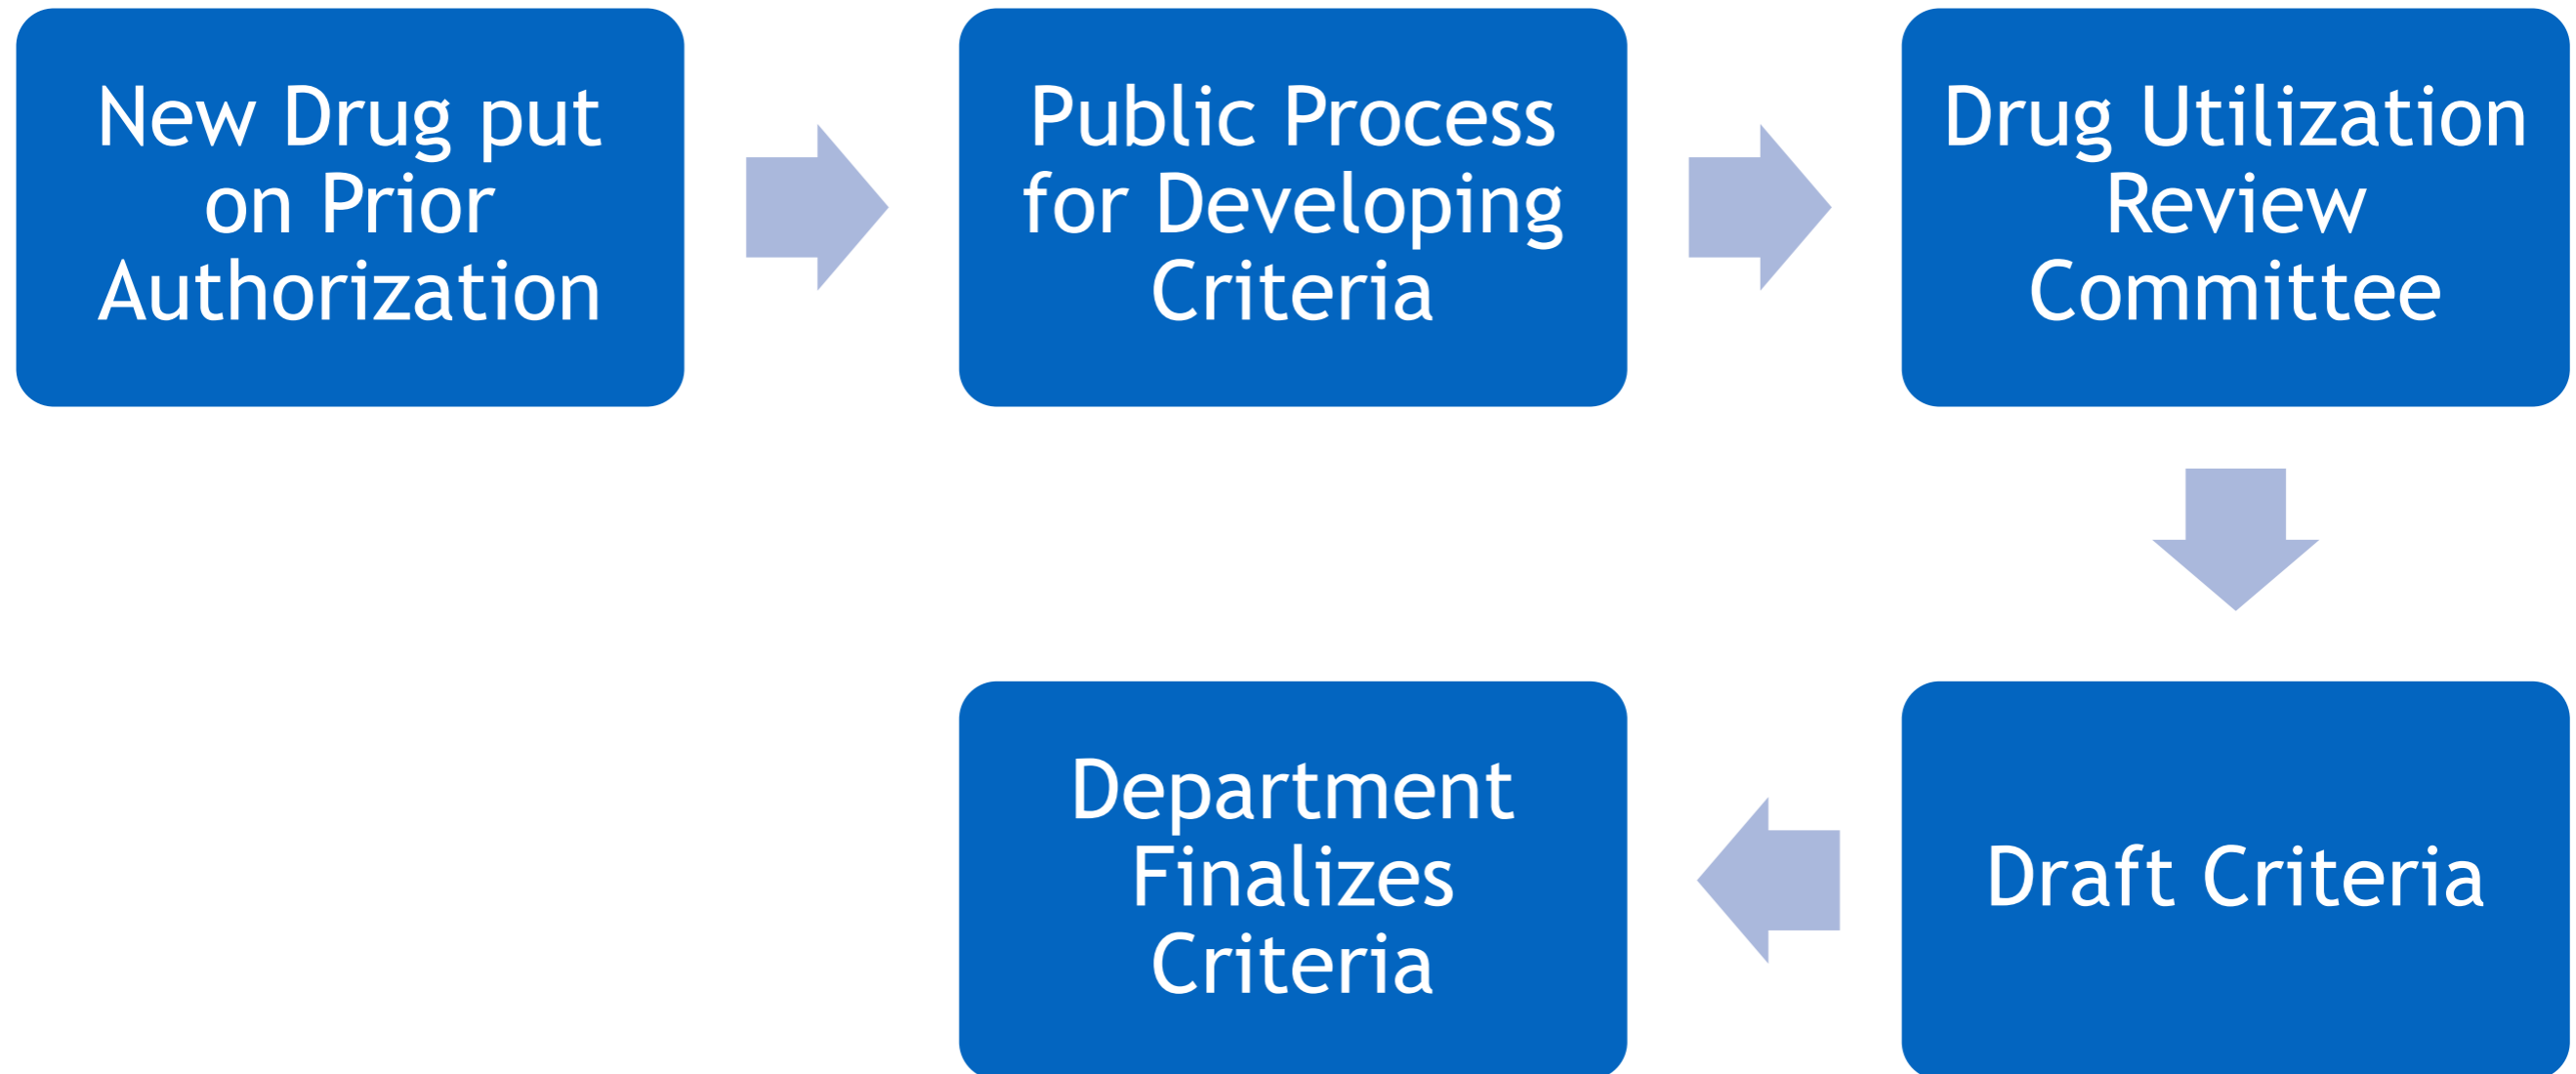 New Drug put
on Prior
Authorization
Public Process
for Developing
Criteria
Drug Utilization
Review
Committee
Draft Criteria
Department
Finalizes
Criteria